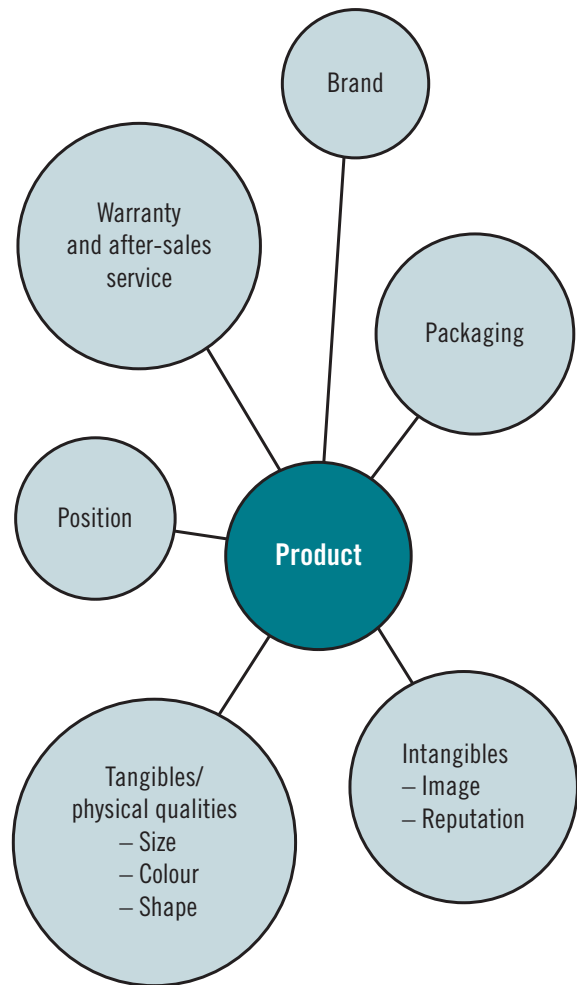 Brand
Warranty
and after-sales
service
Packaging
Position
Product
Tangibles/
physical qualities
– Size
– Colour
– Shape
Intangibles
– Image
– Reputation